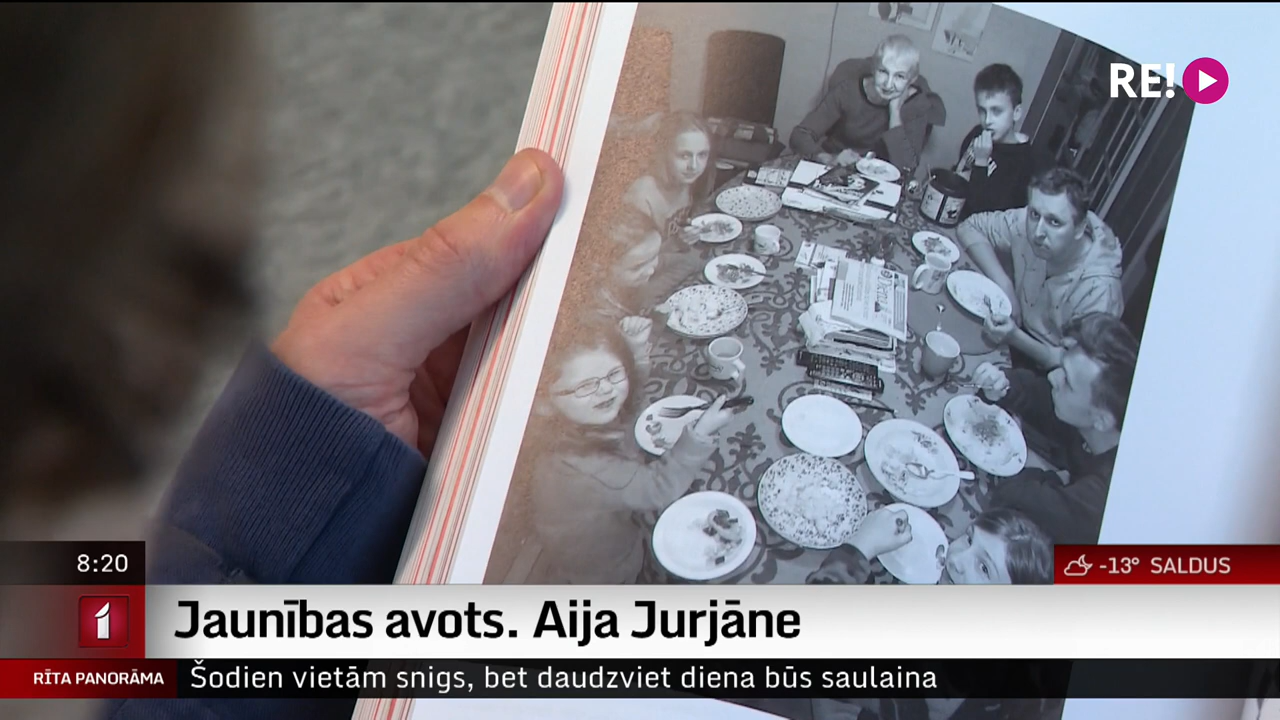 RE!
8:20
-13° SALDUS
1
Jaunības avots. Aija Jurjāne
RĪTA PANORĀMA
Šodien vietām snigs, bet daudzviet diena būs saulaina